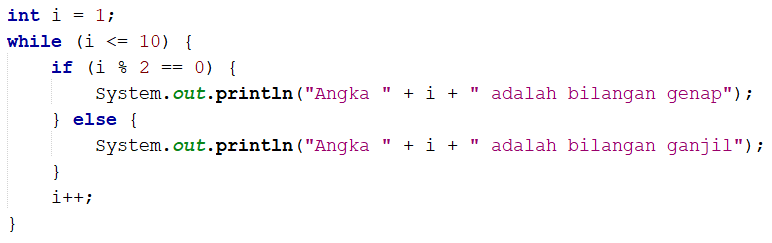 int i = 1;
while (i <= 10) {
    if (i % 2 == 0) {
        System.out.println("Angka " + i + " adalah bilangan genap");
    } else {
        System.out.println("Angka " + i + " adalah bilangan ganjil");
    }
    i++;
}